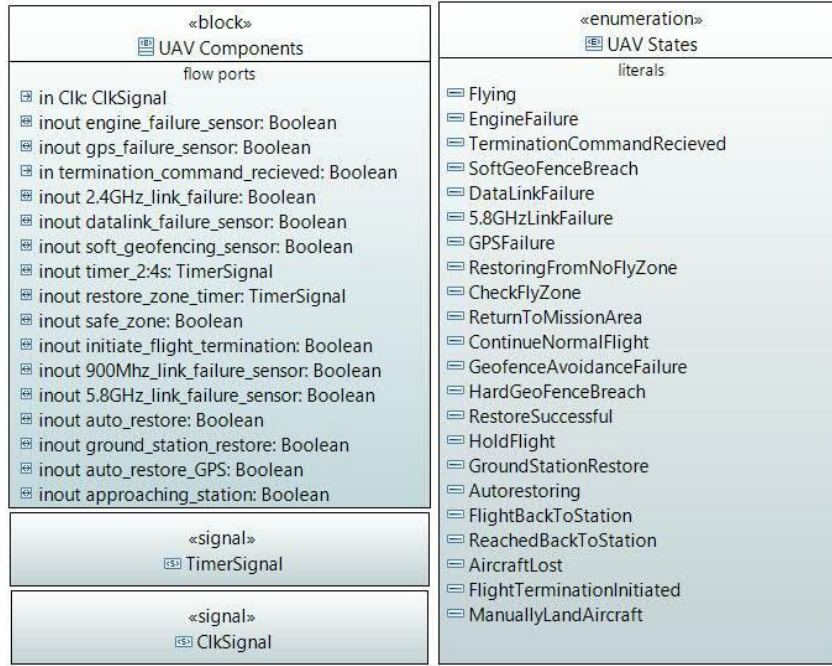 «block»
UAV Components
flow ports
in Clk: ClkSignal
inout engine_failure_sensor: Boolean
inout gps_failure_sensor: Boolean
in termination_command_recieved: Boolean
inout 2.4GHz_link_failure: Boolean
inout datalink_failure_sensor: Boolean
inout soft_geofencing_sensor: Boolean
inout timer_2:4s: TimerSignal
inout restore_zone_timer: TimerSignal
inout safe_zone: Boolean
inout initiate_flight_termination: Boolean
inout 900Mhz_link_failure_sensor: Boolean
inout 5.8GHz_link_failure_sensor: Boolean
inout auto_restore: Boolean
inout ground_station_restore: Boolean
inout auto_restore_GPS: Boolean
inout approaching_station: Boolean
«signal»
TimerSignal
«signal»
ClkSignal
«enumeration»
UAV States
literals
Flying
EngineFailure
TerminationCommandRecieved
SoftGeoFenceBreach
DataLinkFailure
5.8GHzLinkFailure
GPSFailure
RestoringFromNoFlyZone
CheckFlyZone
ReturnToMissionArea
ContinueNormalFlight
GeofenceAvoidanceFailure
HardGeoFenceBreach
RestoreSuccessful
HoldFlight
GroundStationRestore
Autorestoring
FlightBackToStation
ReachedBackToStation
AircraftLost
FlightTerminationInitiated
ManuallyLandAircraft